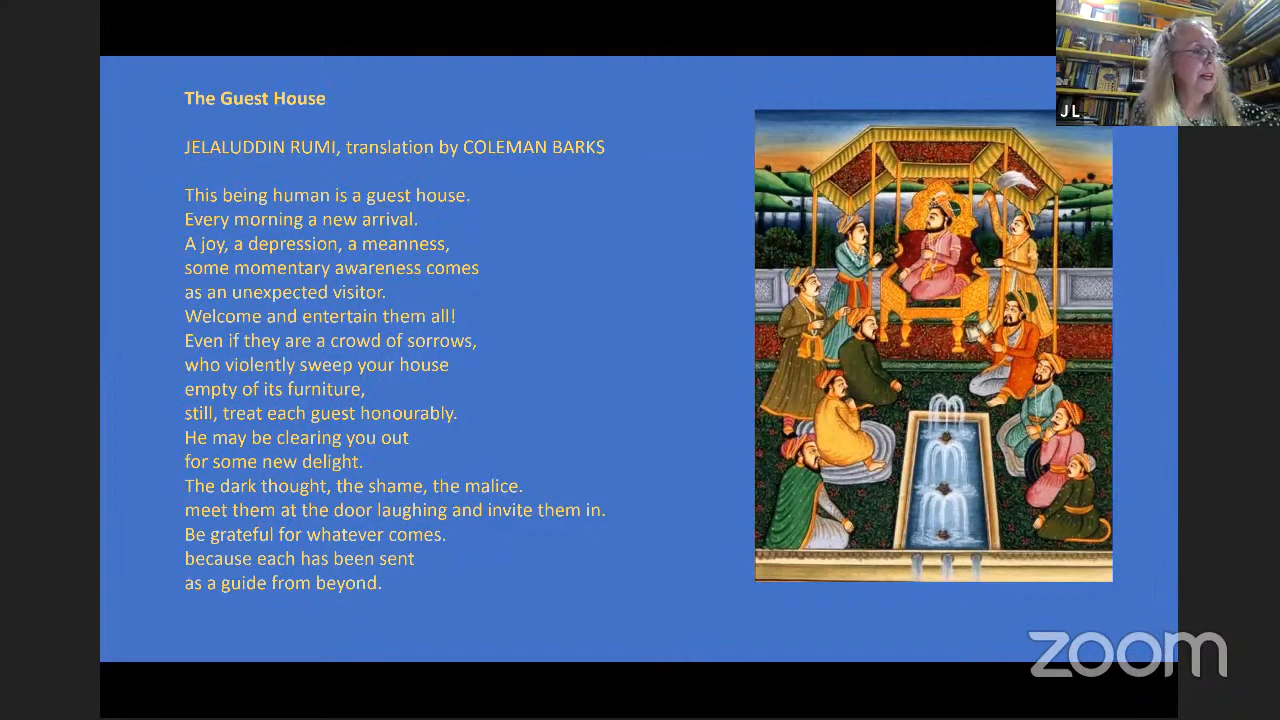 The Guest House
JELALUDDIN RUMI, translation by COLEMAN BARKS
This being human is a guest house.
Every morning a new arrival.
A joy, a depression, a meanness,
some momentary awareness comes
as an unexpected visitor.
Welcome and entertain them all!
Even if they are a crowd of sorrows,
who violently sweep your house
empty of its furniture,
still, treat each guest honourably.
He may be clearing you out
for some new delight.
The dark thought, the shame, the malice.
meet them at the door laughing and invite them in.
Be grateful for whatever comes.
because each has been sent
as a guide from beyond.
J L
zoom